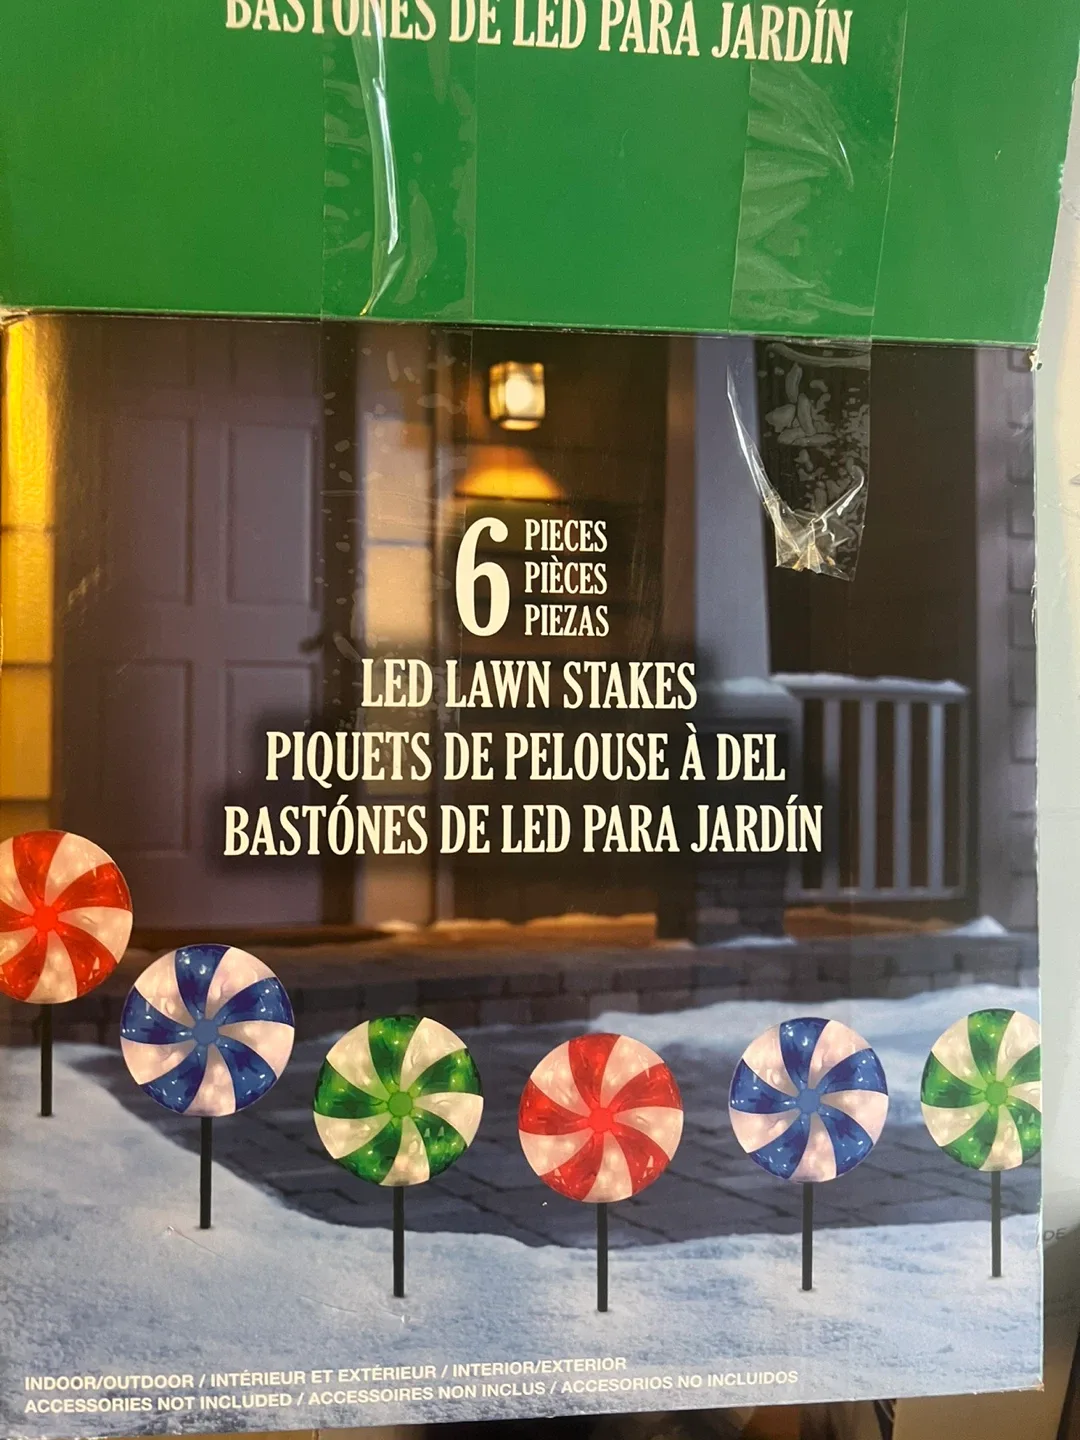 BASTONES DE LED PARA JARDÍN
6 PIECES
PIÈCES
PIEZAS
LED LAWN STAKES
PIQUETS DE PELOUSE À DEL
BASTÓNES DE LED PARA JARDÍN
INDOOR/OUTDOOR / INTÉRIEUR ET EXTÉRIEUR / INTERIOR/EXTERIOR
ACCESSORIES NOT INCLUDED / ACCESSOIRES NON INCLUS / ACCESORIOS NO INCLUIDOS